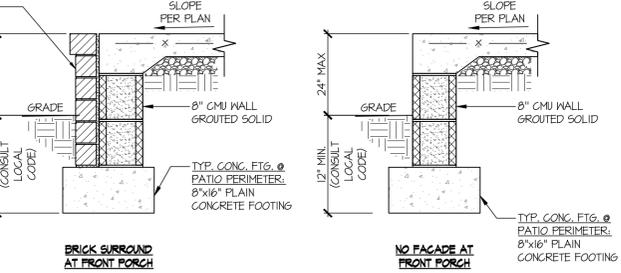 SLOPE
PER PLAN
GRADE
8" CMU WALL
GROUTED SOLID
(CONSULT
LOCAL
CODE)
TYP. CONC. FTG. @
PATIO PERIMETER:
8"x16" PLAIN
CONCRETE FOOTING
BRICK SURROUND
AT FRONT PORCH
SLOPE
PER PLAN
24" MAX
GRADE
8" CMU WALL
GROUTED SOLID
12" MIN.
(CONSULT
LOCAL
CODE)
TYP. CONC. FTG. @
PATIO PERIMETER:
8"x16" PLAIN
CONCRETE FOOTING
NO FACADE AT
FRONT PORCH